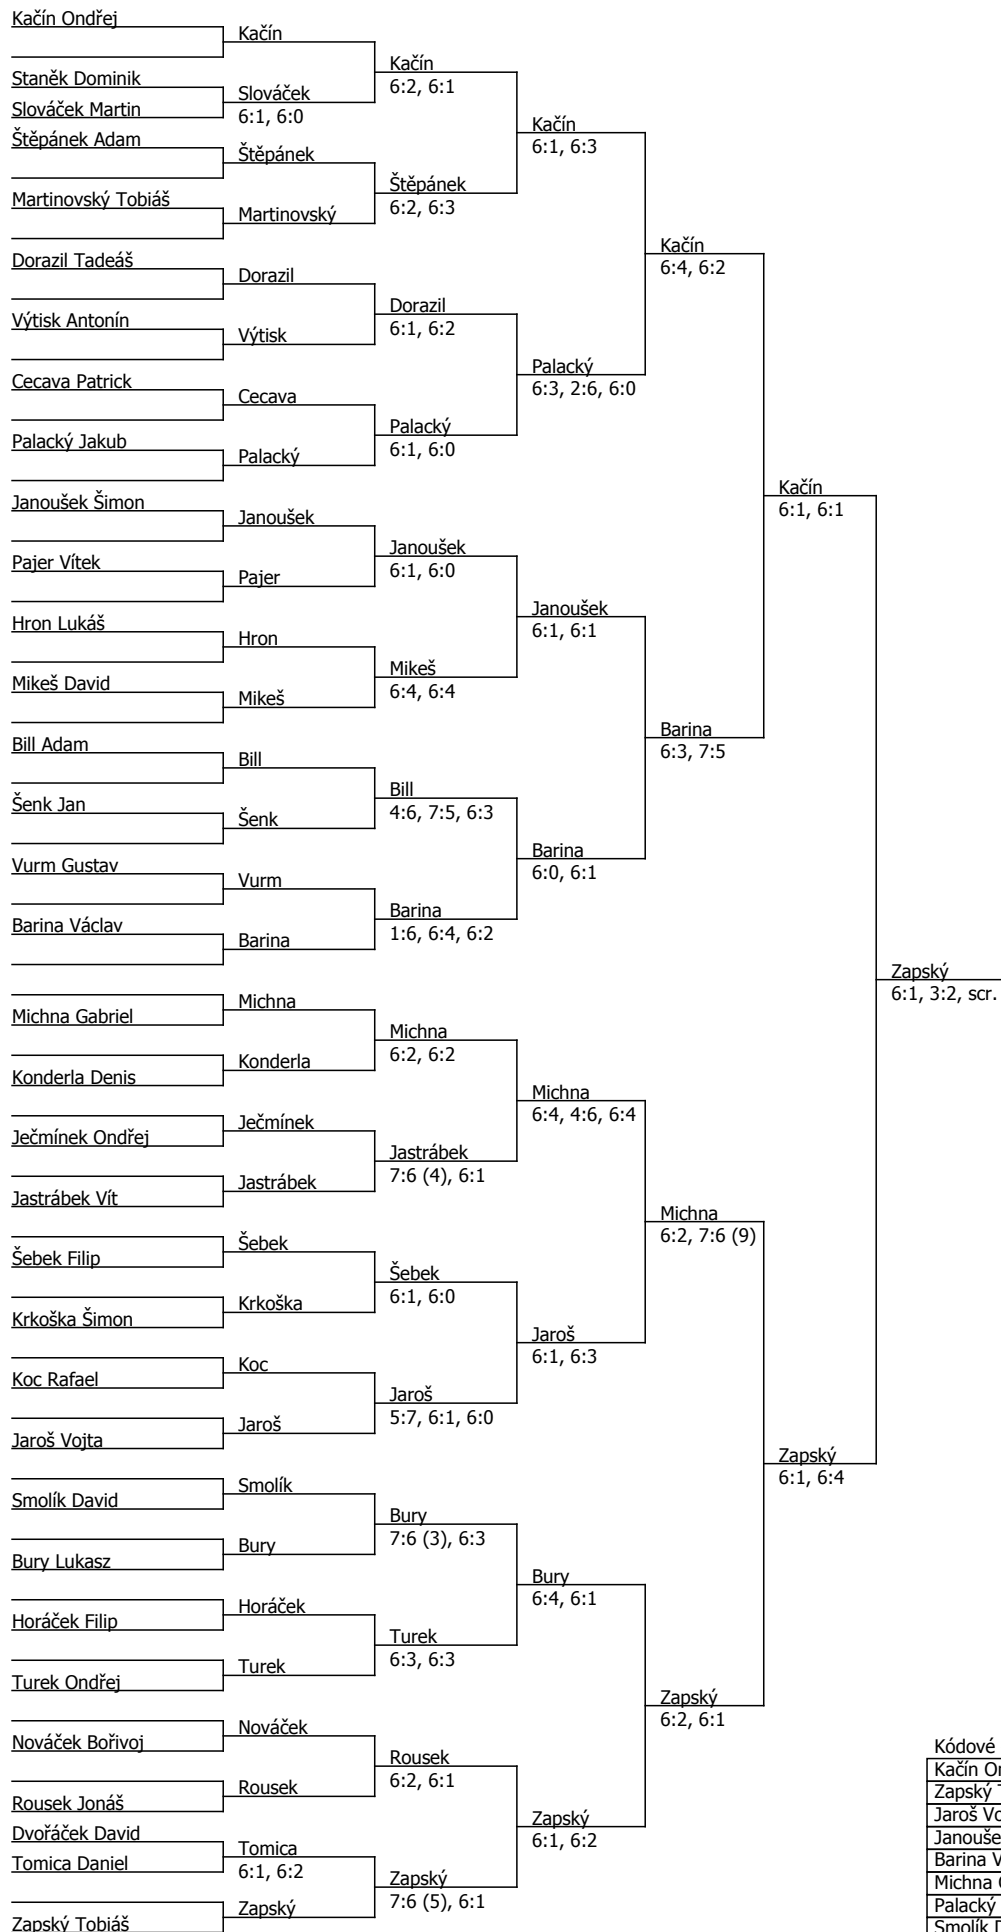 Kačín Ondřej
Staněk Dominik
Slováček Martin
Štěpánek Adam
Martinovský Tobiáš
Dorazil Tadeáš
Výtisk Antonín
Cecava Patrick
Palacký Jakub
Janoušek Šimon
Pajer Vítek
Hron Lukáš
Mikeš David
Bill Adam
Šenk Jan
Vurm Gustav
Barina Václav
Michna Gabriel
Konderla Denis
Ječmínek Ondřej
Jastrábek Vít
Šebek Filip
Krkoška Šimon
Koc Rafael
Jaroš Vojta
Smolík David
Bury Lukasz
Horáček Filip
Turek Ondřej
Nováček Bořivoj
Rousek Jonáš
Dvořáček David
Tomica Daniel
Zapský Tobiáš
Kačín
Slováček
6:1, 6:0
Štěpánek
Martinovský
Dorazil
Výtisk
Cecava
Palacký
Janoušek
Pajer
Hron
Mikeš
Bill
Šenk
Vurm
Barina
Michna
Konderla
Ječmínek
Jastrábek
Šebek
Krkoška
Koc
Jaroš
Smolík
Bury
Horáček
Turek
Nováček
Rousek
Tomica
6:1, 6:2
Zapský
Kačín
6:2, 6:1
Štěpánek
6:2, 6:3
Dorazil
6:1, 6:2
Palacký
6:1, 6:0
Janoušek
6:1, 6:0
Mikeš
6:4, 6:4
Bill
4:6, 7:5, 6:3
Barina
1:6, 6:4, 6:2
Michna
6:2, 6:2
Jastrábek
7:6 (4), 6:1
Šebek
6:1, 6:0
Jaroš
5:7, 6:1, 6:0
Bury
7:6 (3), 6:3
Turek
6:3, 6:3
Rousek
6:2, 6:1
Zapský
7:6 (5), 6:1
Kačín
6:1, 6:3
Palacký
6:3, 2:6, 6:0
Janoušek
6:1, 6:1
Barina
6:0, 6:1
Michna
6:4, 4:6, 6:4
Jaroš
6:1, 6:3
Bury
6:4, 6:1
Zapský
6:1, 6:2
Kačín
6:4, 6:2
Barina
6:3, 7:5
Michna
6:2, 7:6 (9)
Zapský
6:2, 6:1
Kačín
6:1, 6:1
Zapský
6:1, 6:4
Zapský
6:1, 3:2, scr.
Kódové
Kačín
Zapský
Jaroš
Barina
Michna
Palacký
Smolík